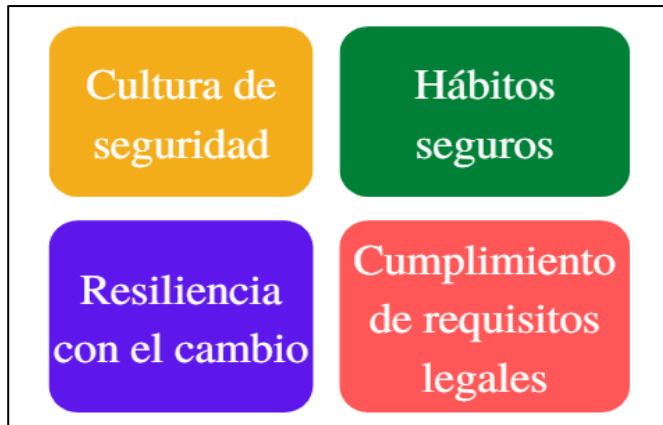 Cultura de
seguridad
Hábitos
seguros
Resiliencia
con el cambio
Cumplimiento
de requisitos
legales